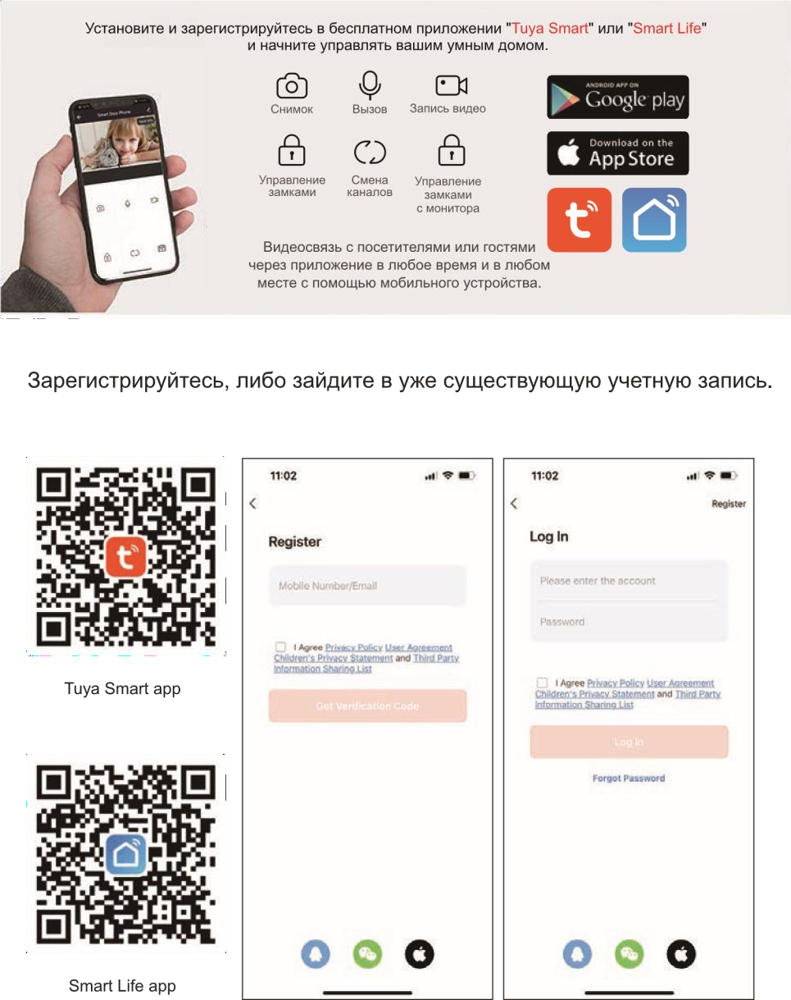 Установите и зарегистрируйтесь в бесплатном приложении "Tuya Smart" или "Smart Life"
и начните управлять вашим умным домом.
Smart Door Phone
Снимок
Вызов
Запись видео
Управление
замками
Смена
каналов
Управление
замками
с монитора
ANDROID APP ON
Google play
Download on the
App Store
Видеосвязь с посетителями или гостями
через приложение в любое время и в любом
месте с помощью мобильного устройства.
Зарегистрируйтесь, либо зайдите в уже существующую учетную запись.
Tuya Smart app
Smart Life app
11:02
Register
Mobile Number/Email
I Agree Privacy Policy User Agreement
Children's Privacy Statement and Third Party
Information Sharing List
Get Verification Code
11:02
Register
Log In
Please enter the account
Password
I Agree Privacy Policy User Agreement
Children's Privacy Statement and Third Party
Information Sharing List
Log In
Forgot Password